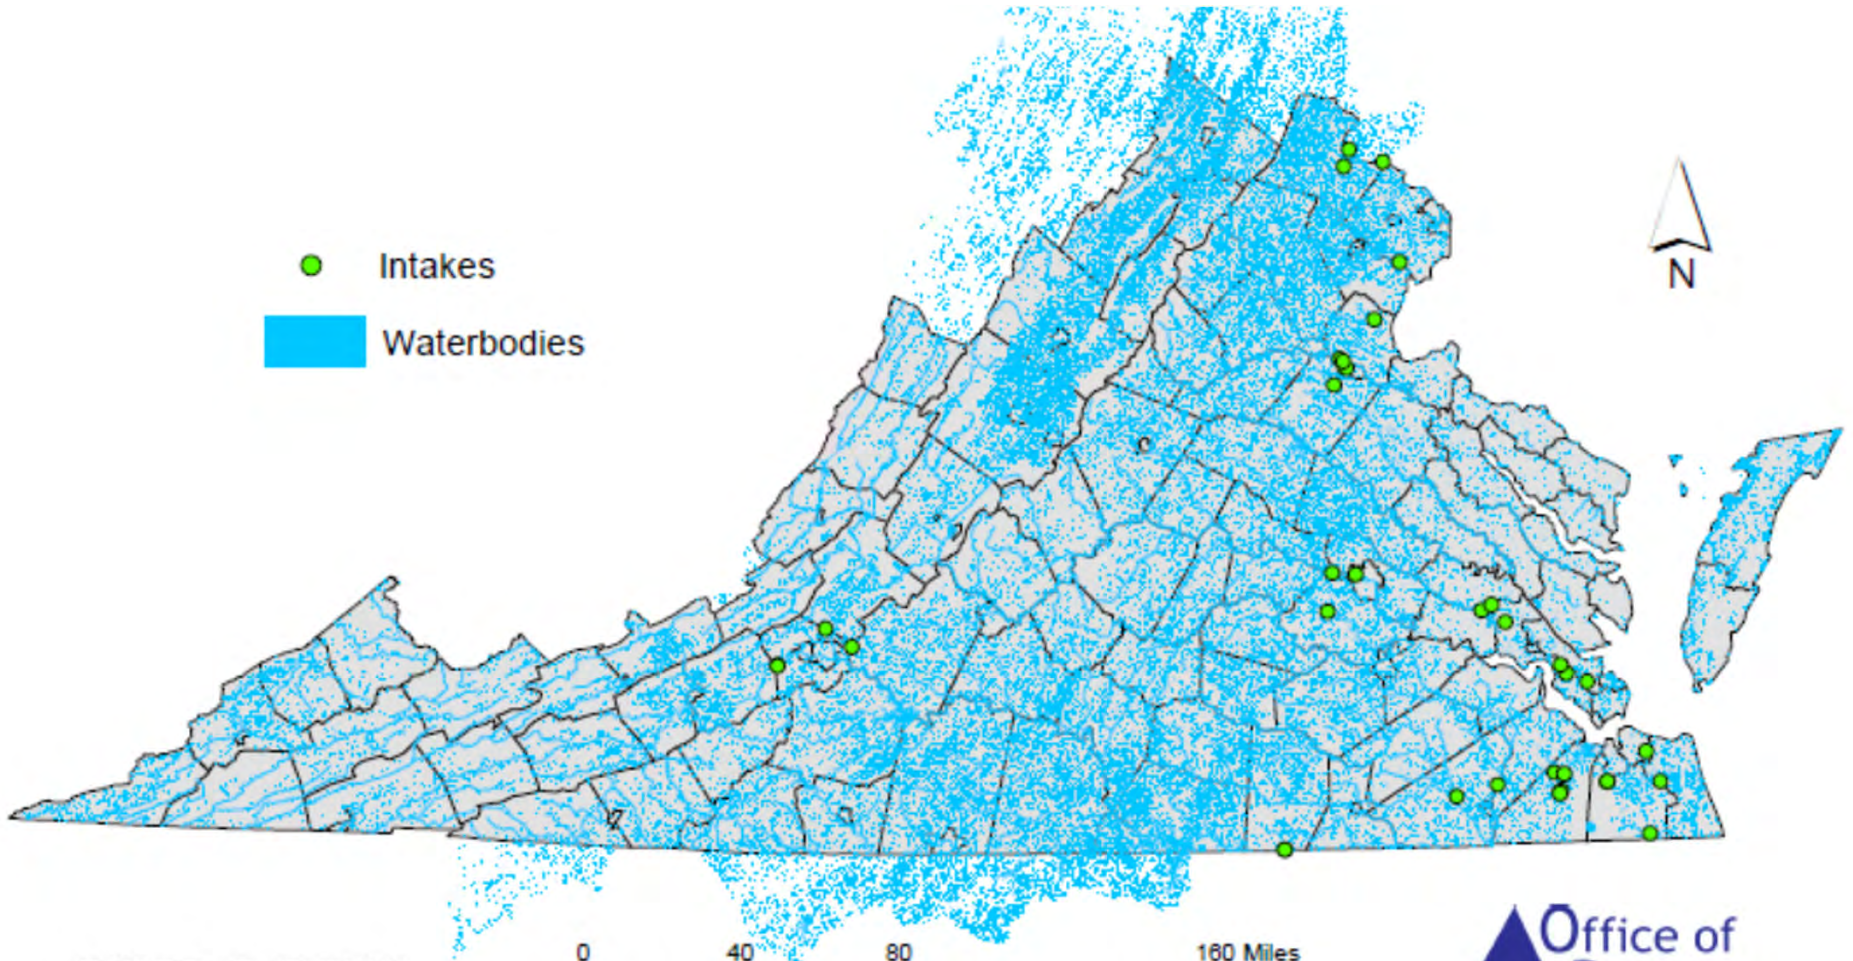 N
Intakes
Waterbodies
0 40 80 160 Miles
Office of